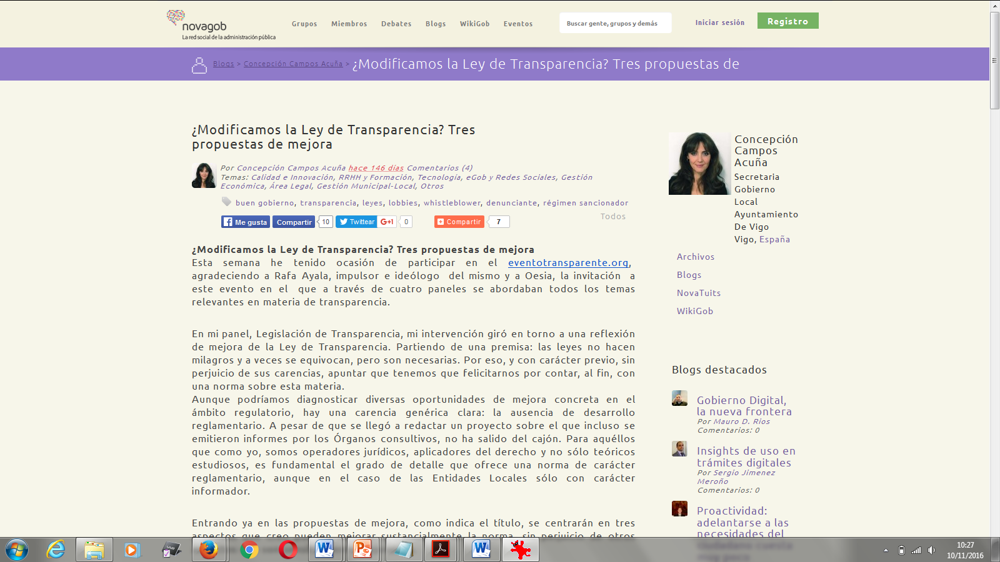 novagob
La red social de la administración pública
Grupos Miembros Debates Blogs WikiGob Eventos
Buscar gente, grupos y demás
Iniciar sesión
Registro
Blogs > Concepción Campos Acuña > ¿Modificamos la Ley de Transparencia? Tres propuestas de
¿Modificamos la Ley de Transparencia? Tres
propuestas de mejora
Por Concepción Campos Acuña hace 146 días Comentarios (4)
Temas: Calidad e Innovación, RRHH y Formación, Tecnología, eGob y Redes Sociales, Gestión
Económica, Área Legal, Gestión Municipal-Local, Otros
buen gobierno, transparencia, leyes, lobbies, whistleblower, denunciante, régimen sancionador
Todos
Me gusta Compartir 10 Twittear G+1 0 Compartir 7
¿Modificamos la Ley de Transparencia? Tres propuestas de mejora
Esta semana he tenido ocasión de participar en el eventotransparente.org,
agradeciendo a Rafa Ayala, impulsor e ideólogo del mismo y a Oesia, la invitación a
este evento en el que a través de cuatro paneles se abordaban todos los temas
relevantes en materia de transparencia.
En mi panel, Legislación de Transparencia, mi intervención giró en torno a una reflexión
de mejora de la Ley de Transparencia. Partiendo de una premisa: las leyes no hacen
milagros y a veces se equivocan, pero son necesarias. Por eso, y con carácter previo, sin
perjuicio de sus carencias, apuntar que tenemos que felicitarnos por contar, al fin, con
una norma sobre esta materia.
Aunque podríamos diagnosticar diversas oportunidades de mejora concreta en el
ámbito regulatorio, hay una carencia genérica clara: la ausencia de desarrollo
reglamentario. A pesar de que se llegó a redactar un proyecto sobre el que incluso se
emitieron informes por los Órganos consultivos, no ha salido del cajón. Para aquéllos
que como yo, somos operadores jurídicos, aplicadores del derecho y no sólo teóricos
estudiosos, es fundamental el grado de detalle que ofrece una norma de carácter
reglamentario, aunque en el caso de las Entidades Locales sólo con carácter
informador.
Entrando ya en las propuestas de mejora, como indica el título, se centrarán en tres
aspectos que creo pueden mejorar sustancialmente la norma, sin perjuicio de otros
Concepción
Campos
Acuña
Secretaria
Gobierno
Local
Ayuntamiento
De Vigo
Vigo, España
Archivos
Blogs
NovaTuits
WikiGob
Blogs destacados
Gobierno Digital,
la nueva frontera
Por Mauro D. Rios
Comentarios: 0
Insights de uso en
trámites digitales
Por Sergio Jimenez
Meroño
Comentarios: 0
Proactividad:
adelantarse a las
necesidades del
ciudadano cuesta
muy poco
10:27
10/11/2016